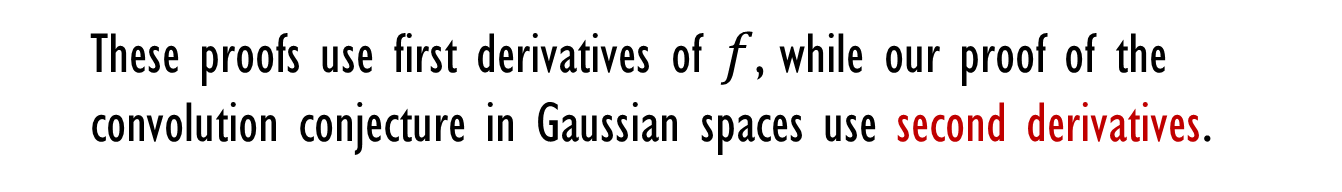 These proofs use first derivatives of f, while our proof of the
convolution conjecture in Gaussian spaces use second derivatives.